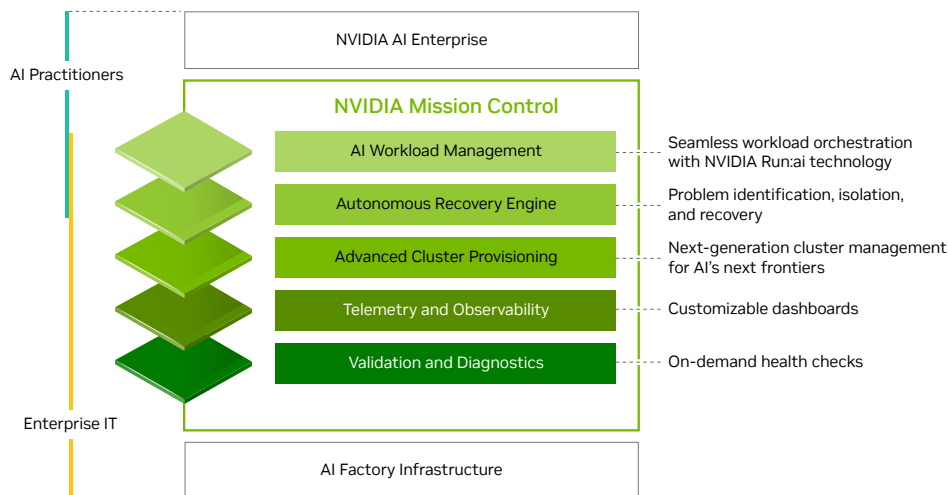 NVIDIA AI Enterprise
AI Practitioners
NVIDIA Mission Control
AI Workload Management
Seamless workload orchestration
with NVIDIA Run:ai technology
Autonomous Recovery Engine
Problem identification, isolation,
and recovery
Advanced Cluster Provisioning
Next-generation cluster management
for AI’s next frontiers
Telemetry and Observability
Customizable dashboards
Validation and Diagnostics
On-demand health checks
Enterprise IT
AI Factory Infrastructure